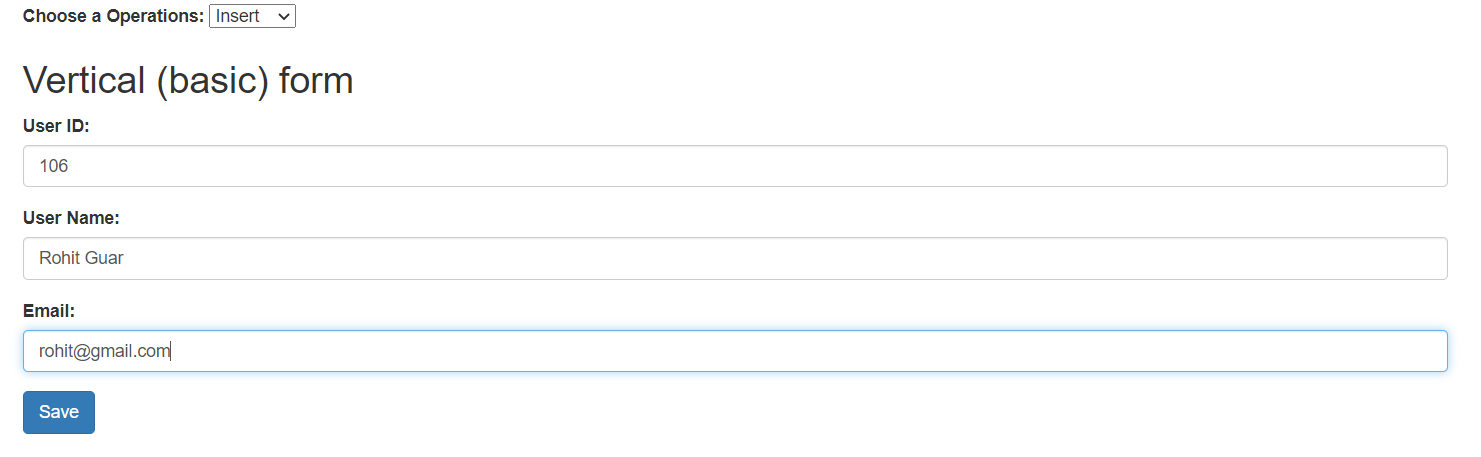 Choose a Operations: Insert
Vertical (basic) form
User ID:
106
User Name:
Rohit Guar
Email:
rohit@gmail.com
Save